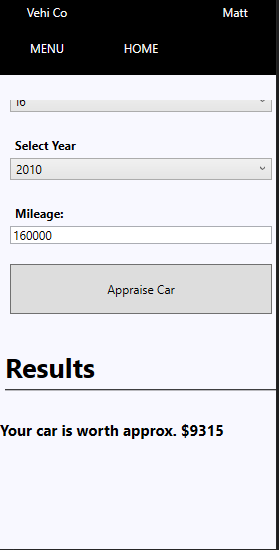 Vehi Co Matt
MENU HOME
Select Year
2010
Mileage:
160000
Appraise Car
Results
Your car is worth approx. $9315